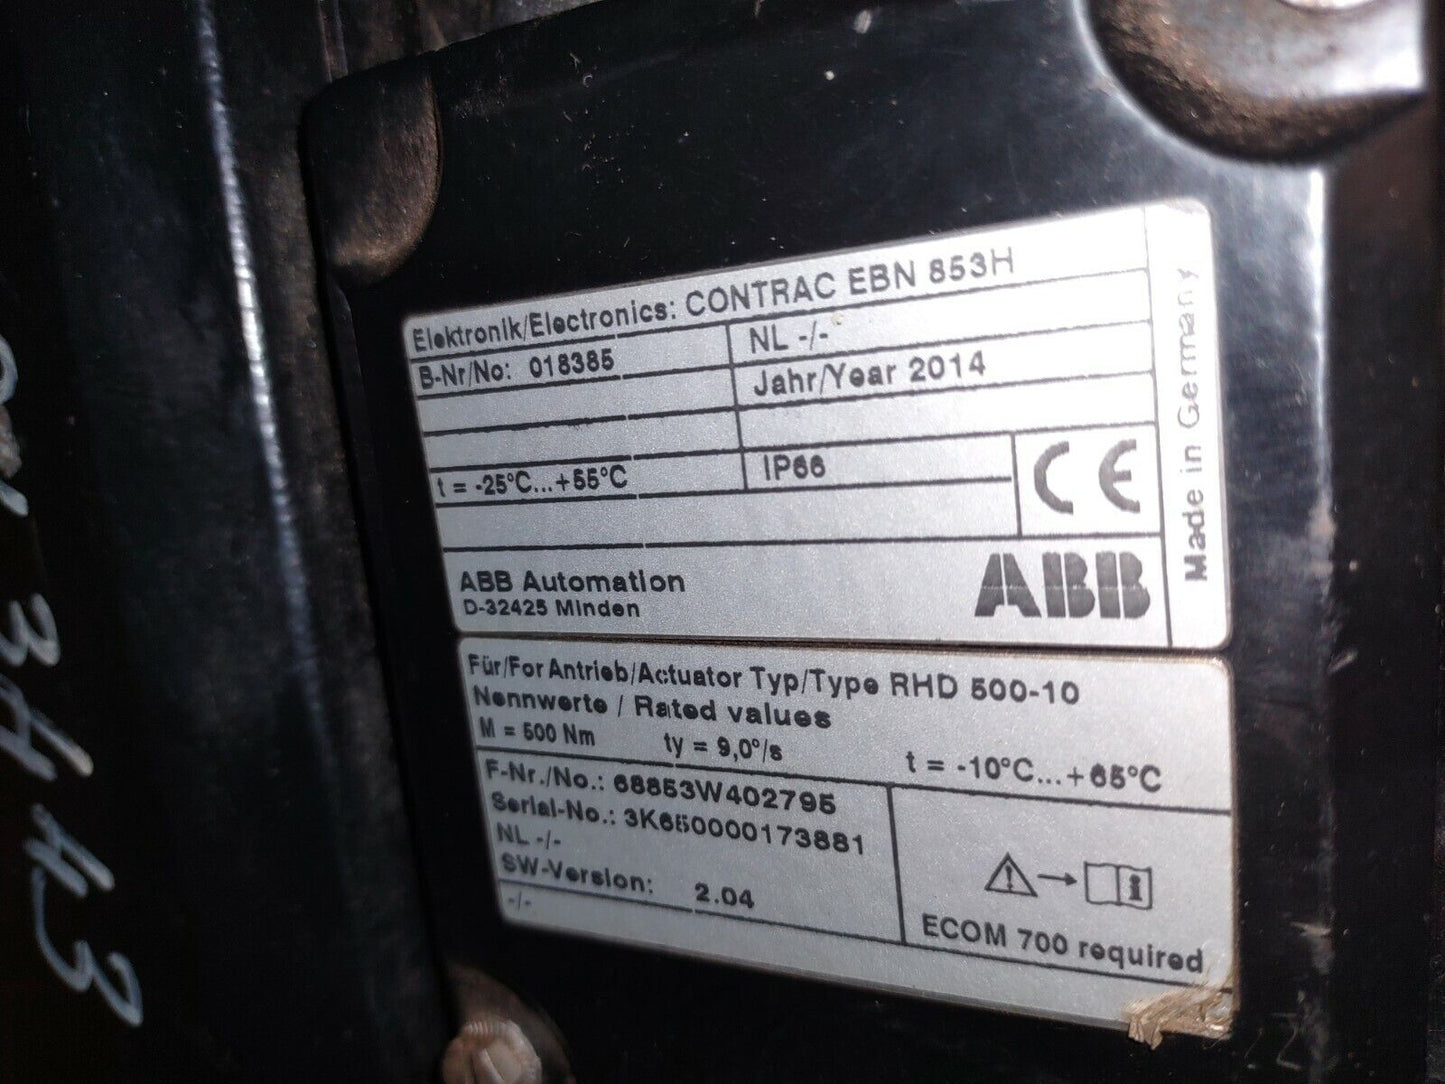 Elektronik/Electronics: CONTRAC EBN 853H
B-Nr/No: 018385
NL -/-
Jahr/Year 2014
t = -25°C...+55°C
IP66
CE
ABB Automation
D-32425 Minden
ABB
Made in Germany
Für/For Antrieb/Actuator Typ/Type RHD 500-10
Nennwerte / Rated values
M = 500 Nm ty = 9,0°/s t = -10°C...+65°C
F-Nr./No.: 68853W402795
Serial-No.: 3K650000173881
NL -/-
SW-Version: 2.04
-/-
i
ECOM 700 required